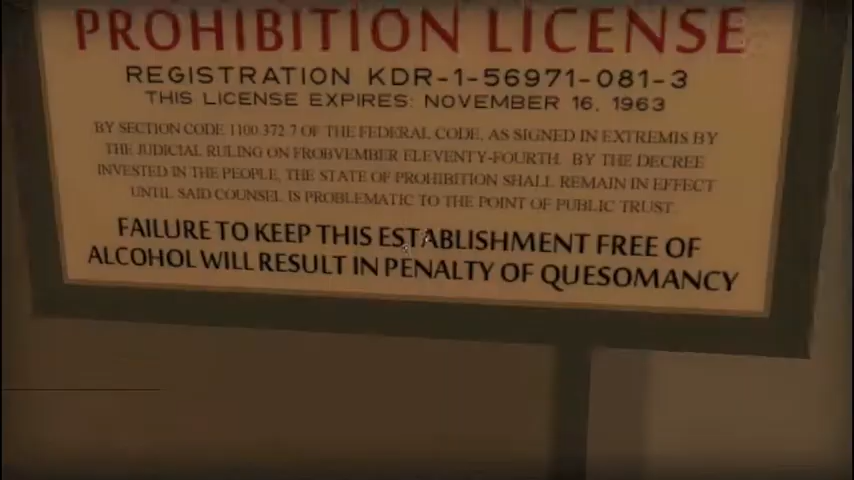 PROHIBITION LICENSE
REGISTRATION KDR-1-56971-081-3
THIS LICENSE EXPIRES: NOVEMBER 16, 1963
BY SECTION CODE 1100.372.7 OF THE FEDERAL CODE, AS SIGNED IN EXTREMIS BY
THE JUDICIAL RULING ON FROBVEMBER ELEVENTY-FOURTH. BY THE DECREE
INVESTED IN THE PEOPLE, THE STATE OF PROHIBITION SHALL REMAIN IN EFFECT
UNTIL SAID COUNSEL IS PROBLEMATIC TO THE POINT OF PUBLIC TRUST.
FAILURE TO KEEP THIS ESTABLISHMENT FREE OF
ALCOHOL WILL RESULT IN PENALTY OF QUESOMANCY